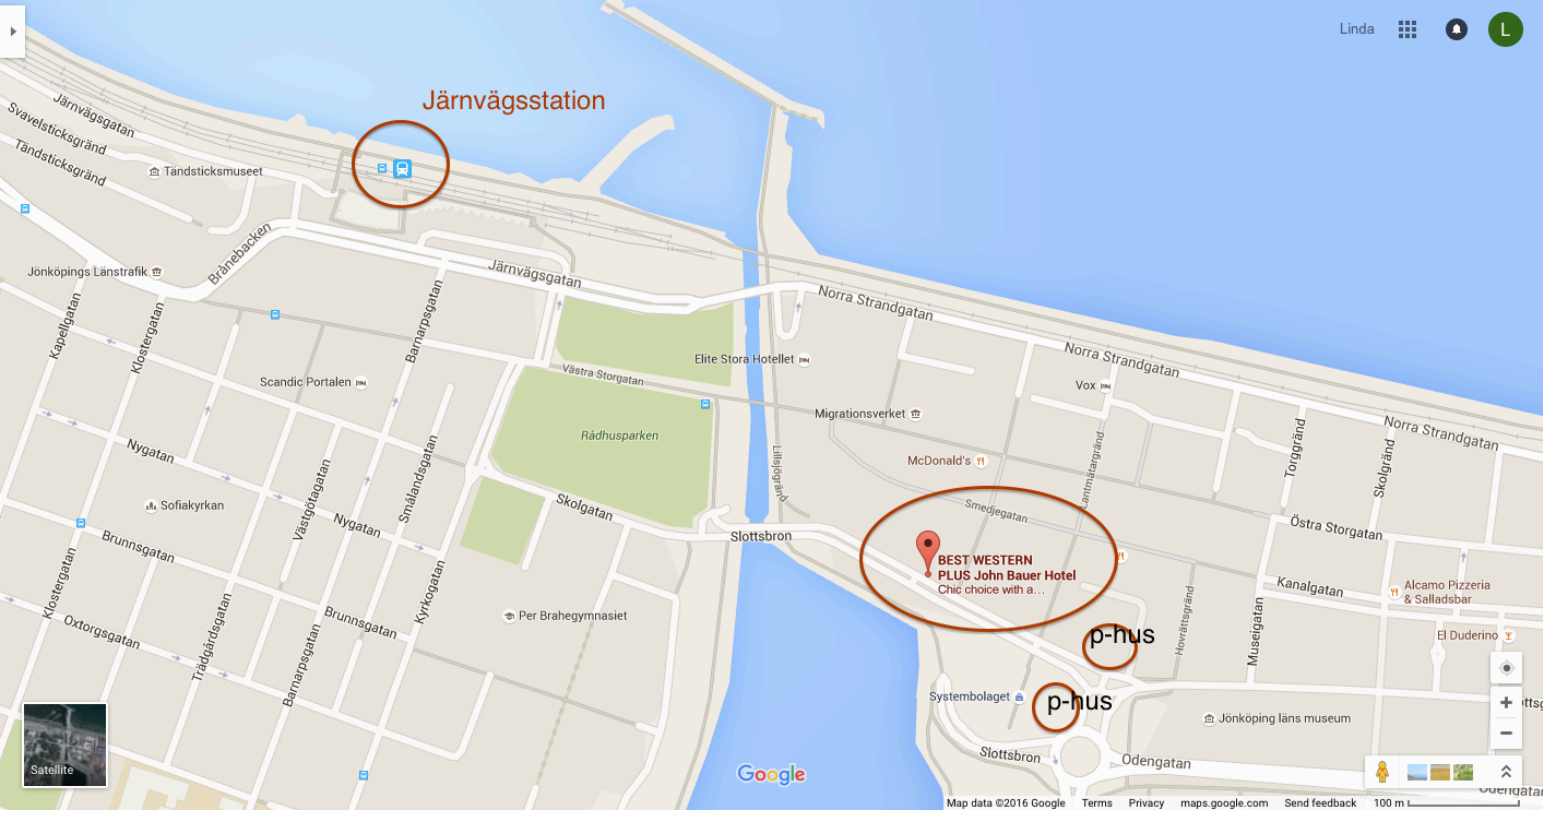 Linda
L
Järnvägsstation
Järnvägsgatan
Svavelsticksgränd
Tändsticksgränd
Tändsticksmuseet
Brånebacken
Jönköpings Länstrafik
Järnvägsgatan
Norra Strandgatan
Kapellgatan
Klostergatan
Barnarpsgatan
Elite Stora Hotellet
Norra Strandgatan
Scandic Portalen
Västra Storgatan
Vox
Migrationsverket
Norra Strandgatan
Rådhusparken
Torggränd
Skolgränd
Nygatan
McDonald's
Lillsjögränd
Lantmätargränd
Småландsgatan
Västgötagatan
Sofiakyrkan
Skolgatan
Smedjegatan
Nygatan
Östra Storgatan
Slottsbron
Brunnsgatan
BEST WESTERN
PLUS John Bauer Hotel
Chic choice with a…
Klostergatan
Kyrkogatan
Kanalgatan
Alcamo Pizzeria
& Salladsbar
Brunnsgatan
Per Brahegymnasiet
Hovrättsgränd
Museigatan
p-hus
El Duderino
Oxtorgsgatan
Trädgårdsgatan
Barnarpsgatan
Systembolaget
p-hus
Jönköping läns museum
Slottsbron
Odengatan
Satellite
Google
Odengatan
Map data ©2016 Google
Terms
Privacy
maps.google.com
Send feedback
100 m